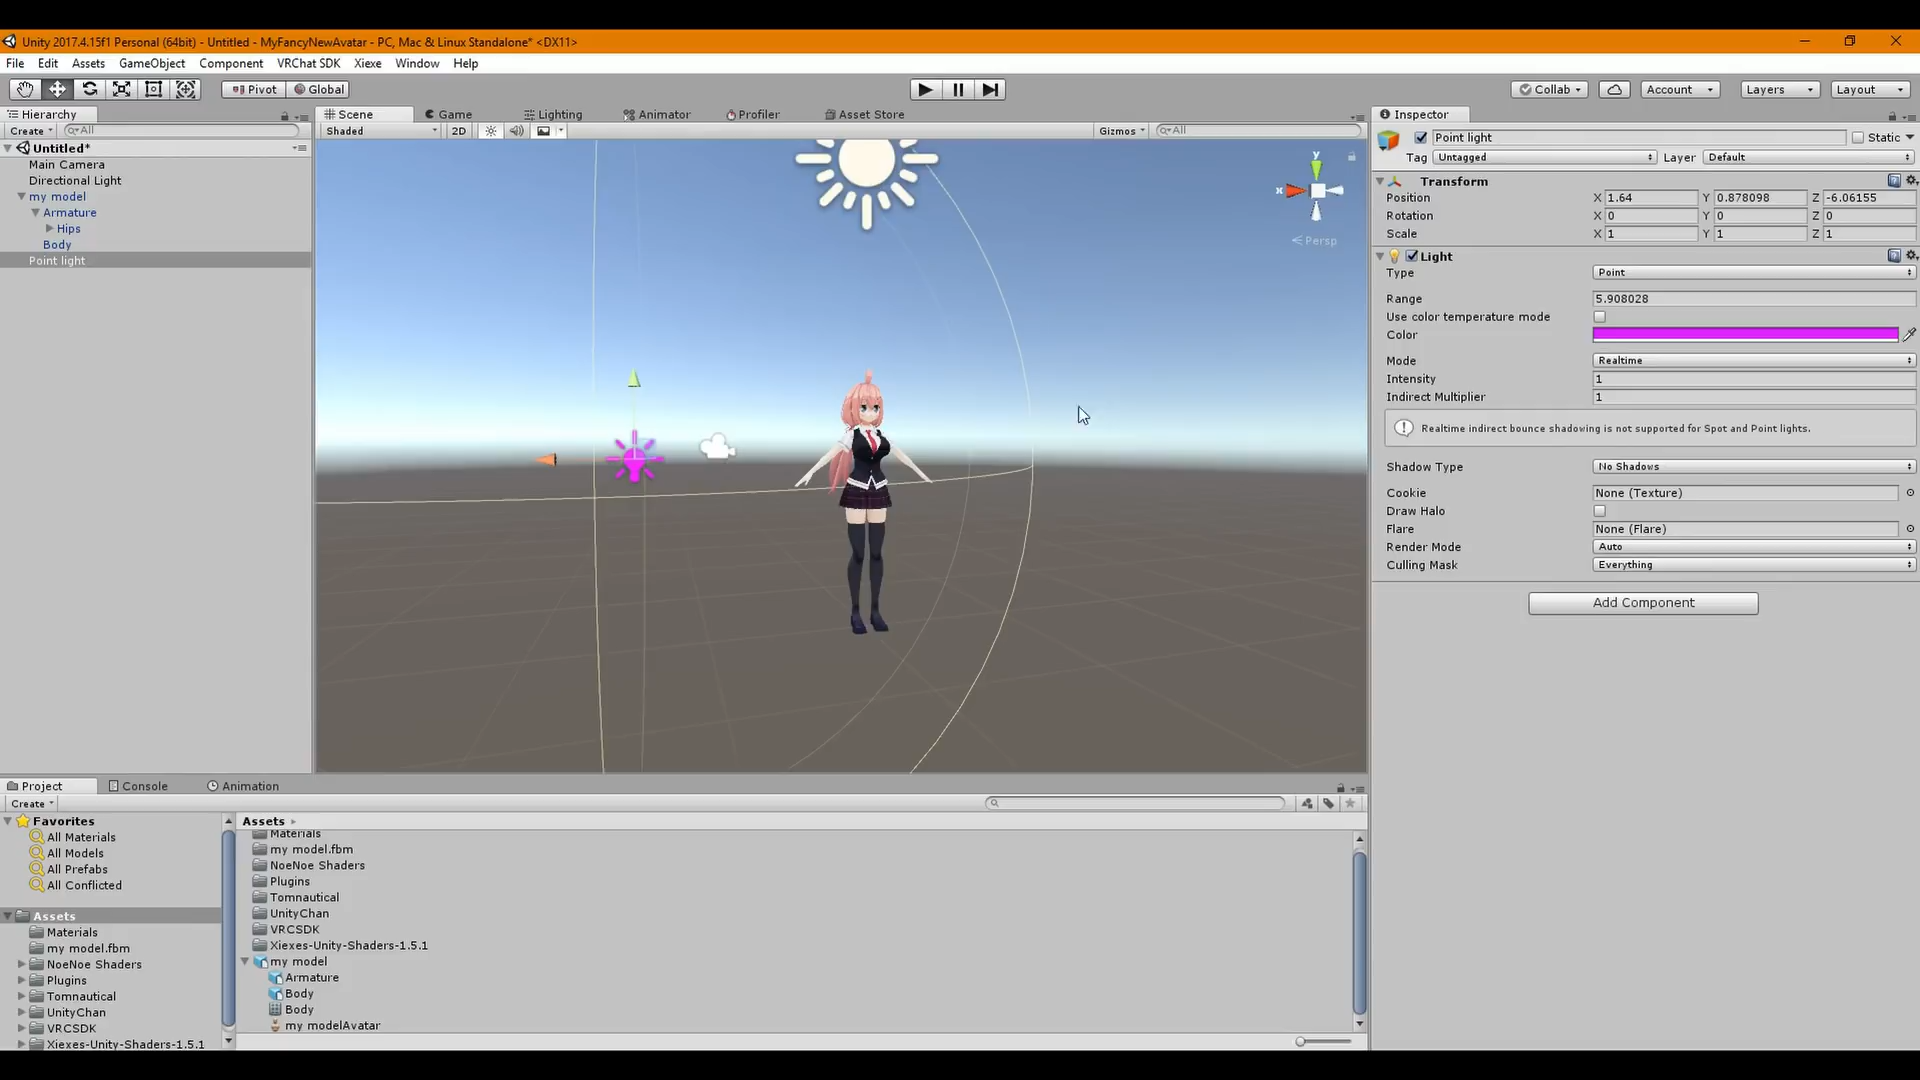 Unity 2017.4.15f1 Personal (64bit) - Untitled - MyFancyNewAvatar - PC, Mac & Linux Standalone* <DX11>
File Edit Assets GameObject Component VRChat SDK Xiexe Window Help
Pivot Global Collab Account Layers Layout
Hierarchy
Create All
Untitled*
Main Camera
Directional Light
my model
Armature
Hips
Body
Point light
Scene Game Lighting Animator Profiler Asset Store
Shaded 2D Gizmos All
y
x
Persp
Inspector
Point light Static
Tag Untagged Layer Default
Transform
Position X 1.64 Y 0.878098 Z -6.06155
Rotation X 0 Y 0 Z 0
Scale X 1 Y 1 Z 1
Light
Type Point
Range 5.908028
Use color temperature mode
Color
Mode Realtime
Intensity 1
Indirect Multiplier 1
Realtime indirect bounce shadowing is not supported for Spot and Point lights.
Shadow Type No Shadows
Cookie None (Texture)
Draw Halo
Flare None (Flare)
Render Mode Auto
Culling Mask Everything
Add Component
Project Console Animation
Create
Favorites
All Materials
All Models
All Prefabs
All Conflicted
Assets
Materials
my model.fbm
NoeNoe Shaders
Plugins
Tomnautical
UnityChan
VRCSDK
Xiexes-Unity-Shaders-1.5.1
Assets
Materials
my model.fbm
NoeNoe Shaders
Plugins
Tomnautical
UnityChan
VRCSDK
Xiexes-Unity-Shaders-1.5.1
my model
Armature
Body
Body
my modelAvatar